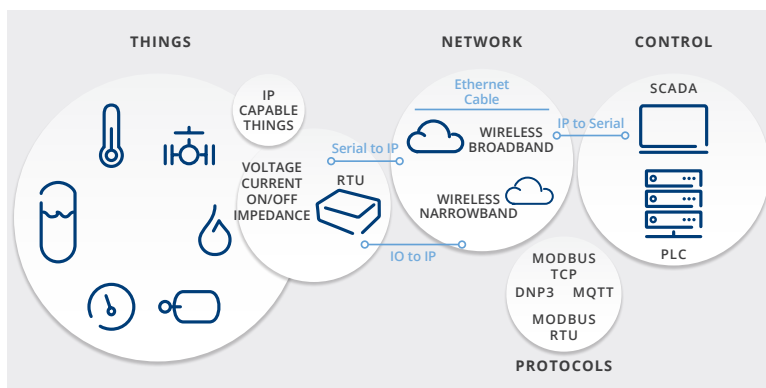 THINGS
NETWORK
CONTROL
IP
CAPABLE
THINGS
VOLTAGE
CURRENT
ON/OFF
IMPEDANCE
RTU
Serial to IP
IO to IP
Ethernet
Cable
WIRELESS
BROADBAND
WIRELESS
NARROWBAND
IP to Serial
SCADA
PLC
MODBUS
TCP
DNP3 MQTT
MODBUS
RTU
PROTOCOLS